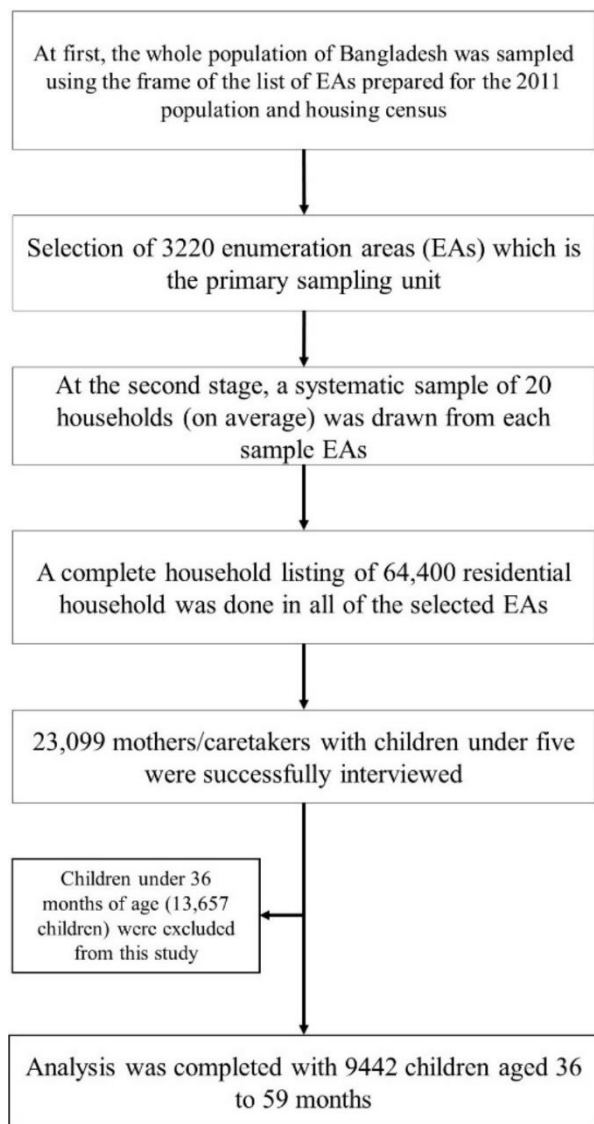 At first, the whole population of Bangladesh was sampled
using the frame of the list of EAs prepared for the 2011
population and housing census
Selection of 3220 enumeration areas (EAs) which is
the primary sampling unit
At the second stage, a systematic sample of 20
households (on average) was drawn from each
sample EAs
A complete household listing of 64,400 residential
household was done in all of the selected EAs
23,099 mothers/caretakers with children under five
were successfully interviewed
Children under 36
months of age (13,657
children) were excluded
from this study
Analysis was completed with 9442 children aged 36
to 59 months